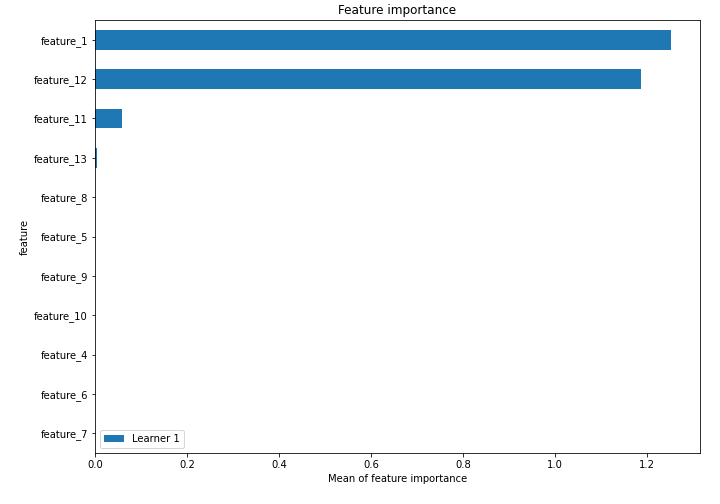 Feature importance
feature_1
feature_12
feature_11
feature_13
feature_8
feature_5
feature_9
feature_10
feature_4
feature_6
feature_7
feature
Learner 1
0.0 0.2 0.4 0.6 0.8 1.0 1.2
Mean of feature importance